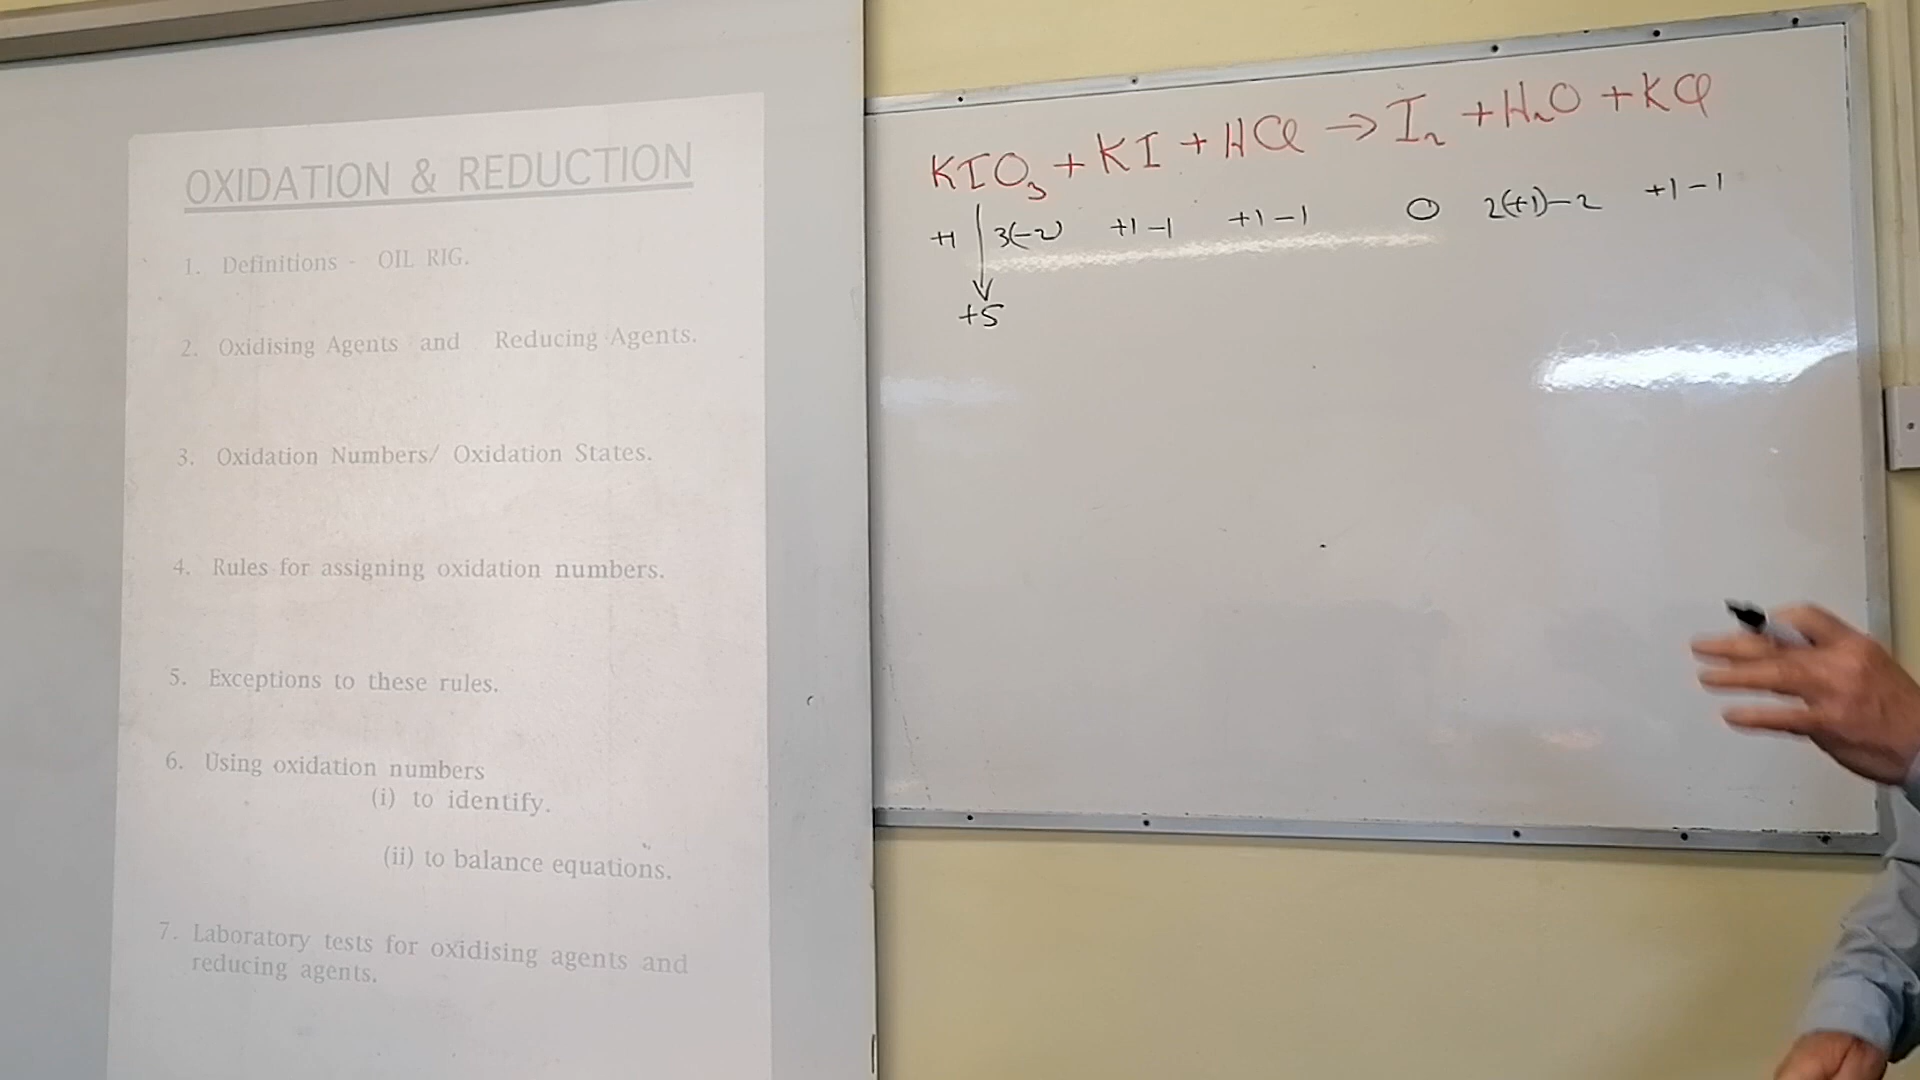 OXIDATION & REDUCTION
1. Definitions - OIL RIG.
2. Oxidising Agents and Reducing Agents.
3. Oxidation Numbers/ Oxidation States.
4. Rules for assigning oxidation numbers.
5. Exceptions to these rules.
6. Using oxidation numbers
(i) to identify.
(ii) to balance equations.
7. Laboratory tests for oxidising agents and
reducing agents.
KIO₃ + KI + HCl → I₂ + H₂O + KCl
+1 3(-2) +1 -1 +1 -1 0 2(+1) -2 +1 -1
+5